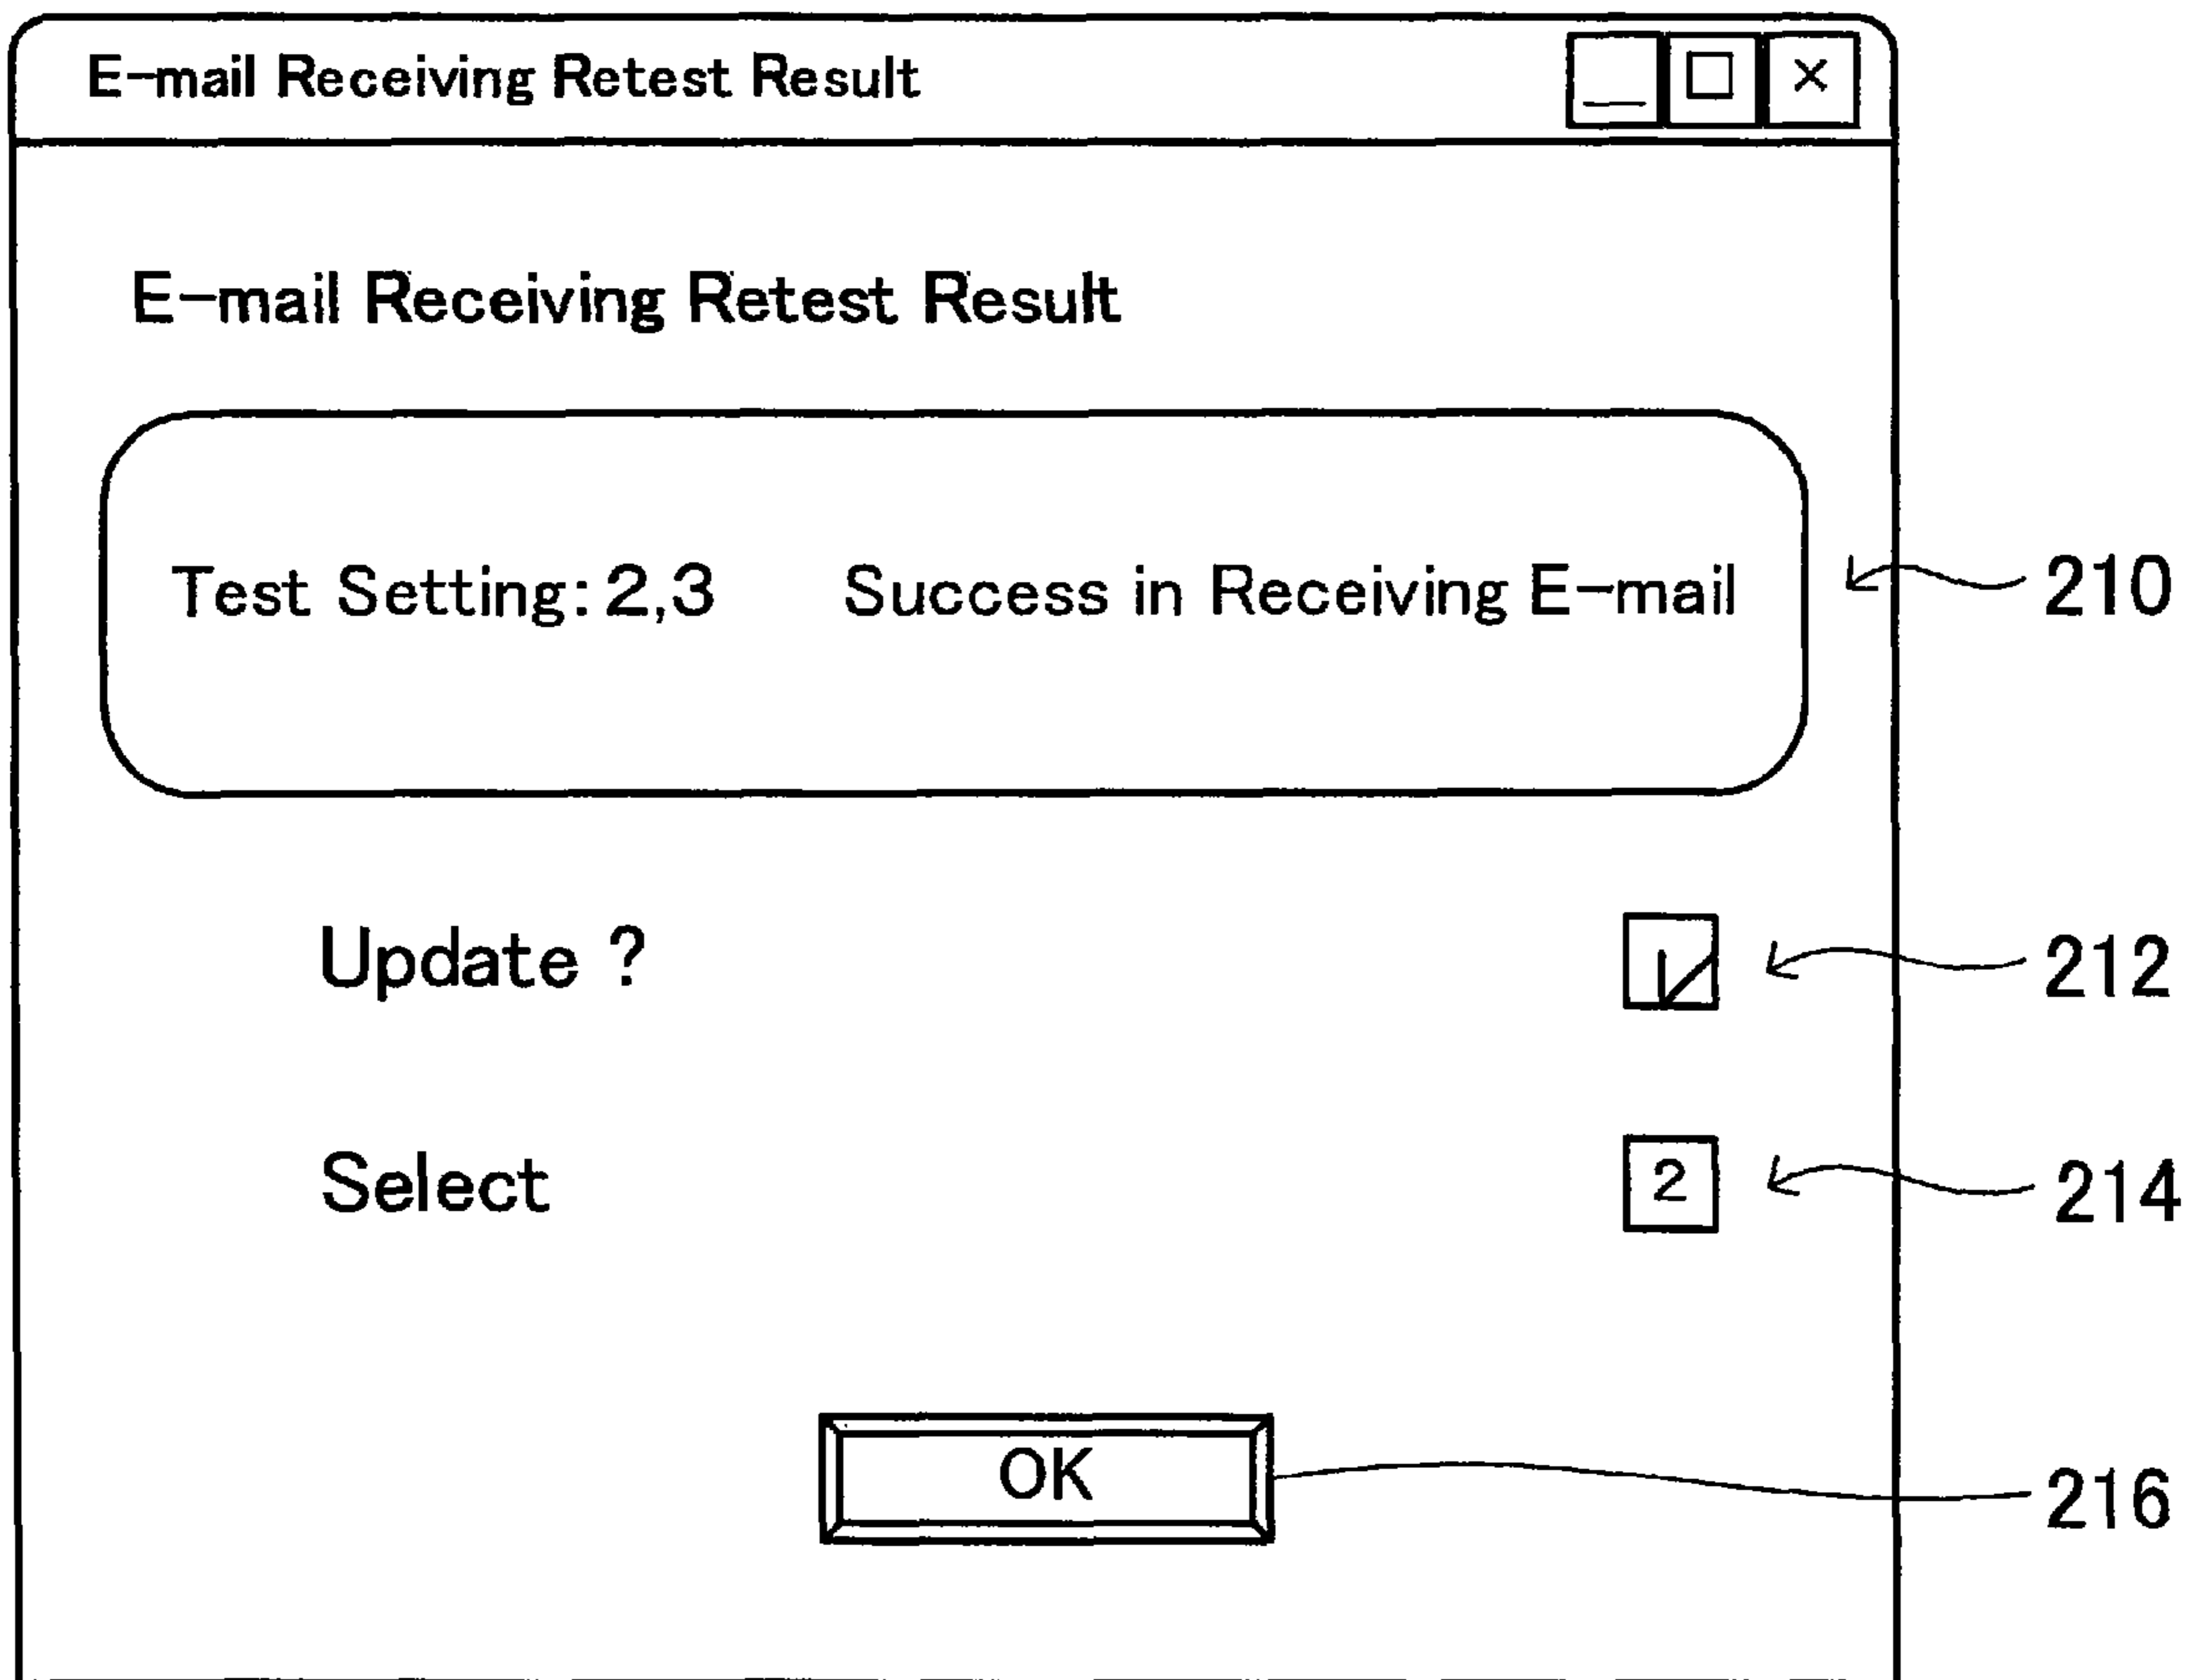 E-mail Receiving Retest Result
E-mail Receiving Retest Result
Test Setting: 2,3 Success in Receiving E-mail 210
Update ? 212
Select 2 214
OK 216